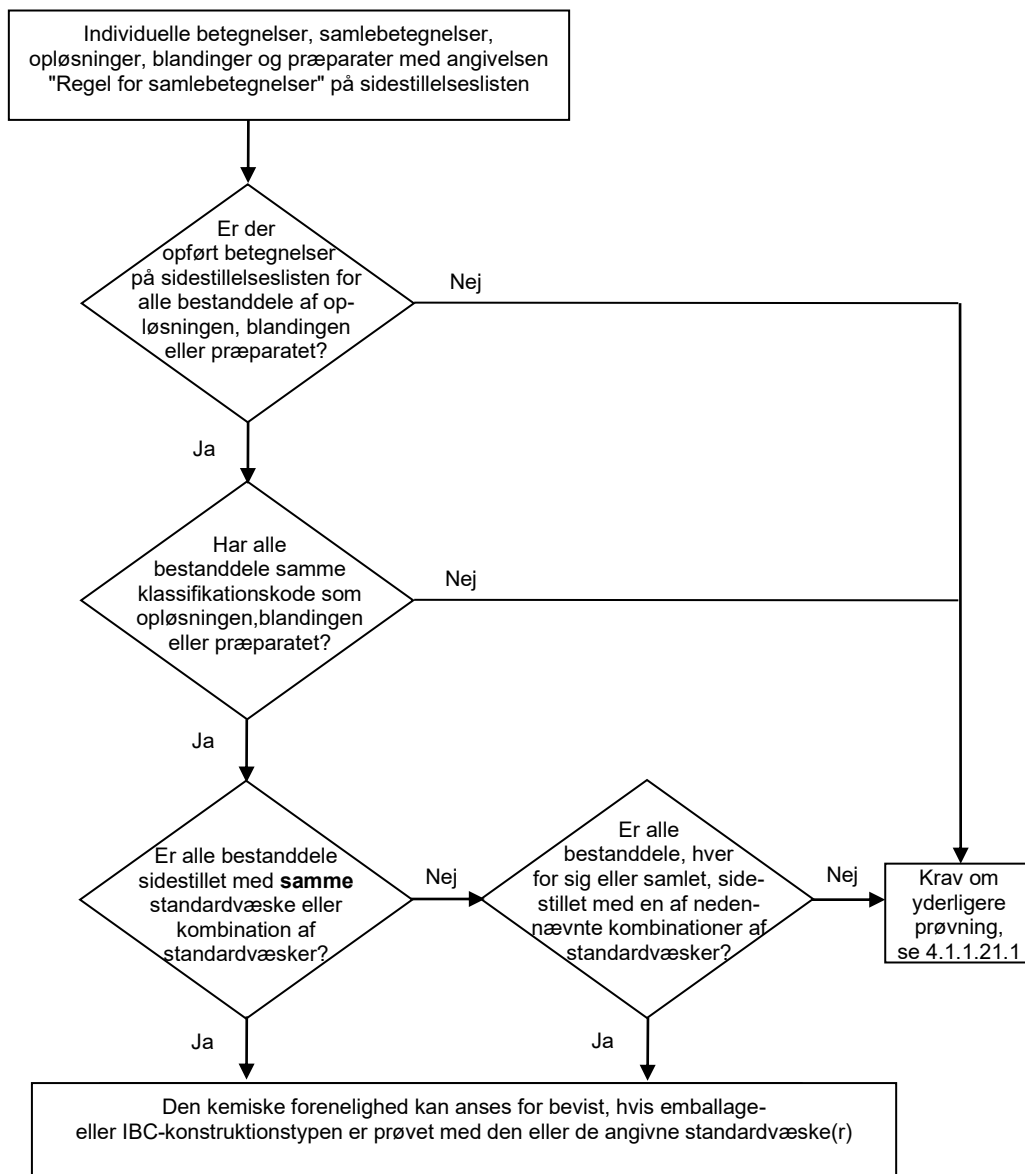 Individuelle betegnelser, samlebetegnelser,
opløsninger, blandinger og præparater med angivelsen
"Regel for samlebetegnelser" på sidestillelseslisten
Er der
opført betegnelser
på sidestillelseslisten for
alle bestanddele af op-
løsningen, blandingen
eller præparatet?
Nej
Ja
Har alle
bestanddele samme
klassifikationskode som
opløsningen,blandingen
eller præparatet?
Nej
Ja
Er alle bestanddele
sidestillet med samme
standardvæske eller
kombination af
standardvæsker?
Nej
Er alle
bestanddele, hver
for sig eller samlet, side-
stillet med en af neden-
nævnte kombinationer af
standardvæsker?
Nej
Krav om
yderligere
prøvning,
se 4.1.1.21.1
Ja
Ja
Den kemiske forenelighed kan anses for bevist, hvis emballage-
eller IBC-konstruktionstypen er prøvet med den eller de angivne standardvæske(r)